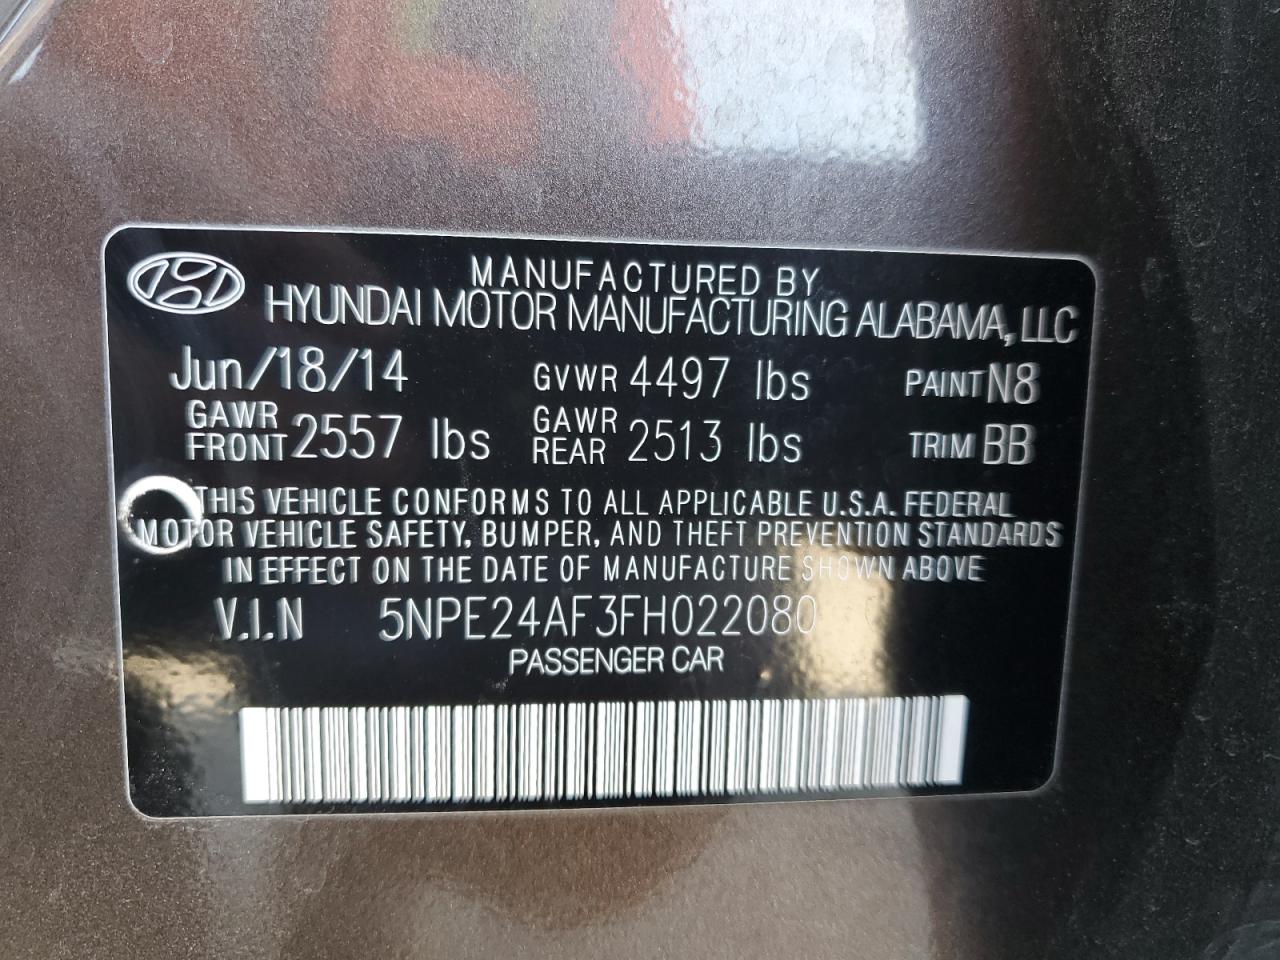 MANUFACTURED BY
HYUNDAI MOTOR MANUFACTURING ALABAMA, LLC
Jun/18/14 GVWR 4497 lbs PAINT N8
GAWR FRONT 2557 lbs GAWR REAR 2513 lbs TRIM BB
THIS VEHICLE CONFORMS TO ALL APPLICABLE U.S.A. FEDERAL
MOTOR VEHICLE SAFETY, BUMPER, AND THEFT PREVENTION STANDARDS
IN EFFECT ON THE DATE OF MANUFACTURE SHOWN ABOVE
V.I.N 5NPE24AF3FH022080
PASSENGER CAR